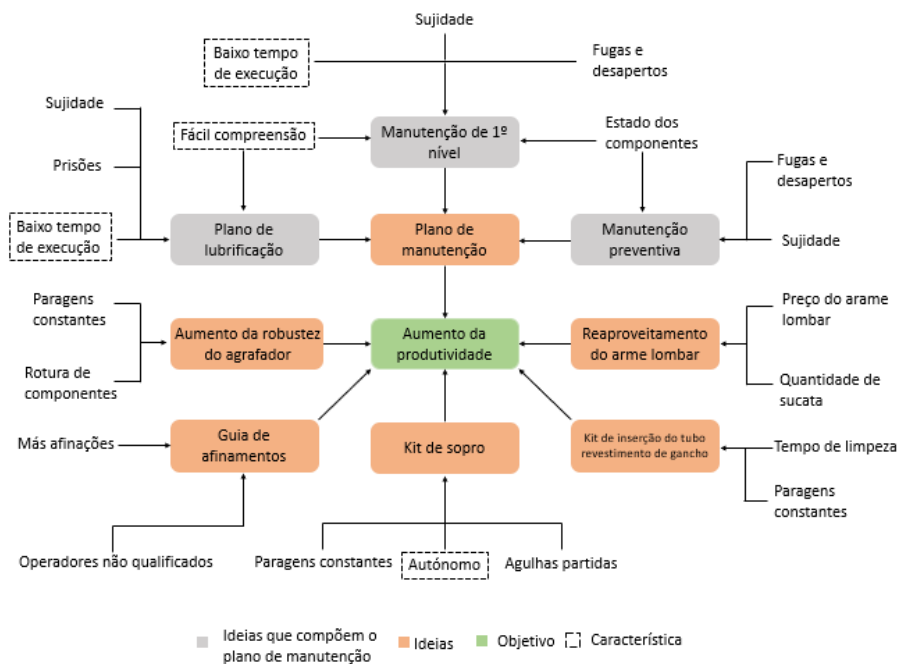 Sujidade
Baixo tempo
de execução
Fugas e
desapertos
Sujidade
Fácil compreensão
Manutenção de 1º
nível
Estado dos
componentes
Prisões
Fugas e
desapertos
Baixo tempo
de execução
Plano de
lubrificação
Plano de
manutenção
Manutenção
preventiva
Sujidade
Paragens
constantes
Preço do arame
lombar
Aumento da robustez
do agrafador
Aumento da
produtividade
Reaproveitamento
do arme lombar
Rotura de
componentes
Quantidade de
sucata
Más afinações
Guia de
afinamentos
Kit de sopro
Kit de inserção do tubo
revestimento de gancho
Tempo de limpeza
Paragens
constantes
Operadores não qualificados
Paragens constantes
Autónomo
Agulhas partidas
Ideias que compõem o
plano de manutenção
Ideias
Objetivo
Característica